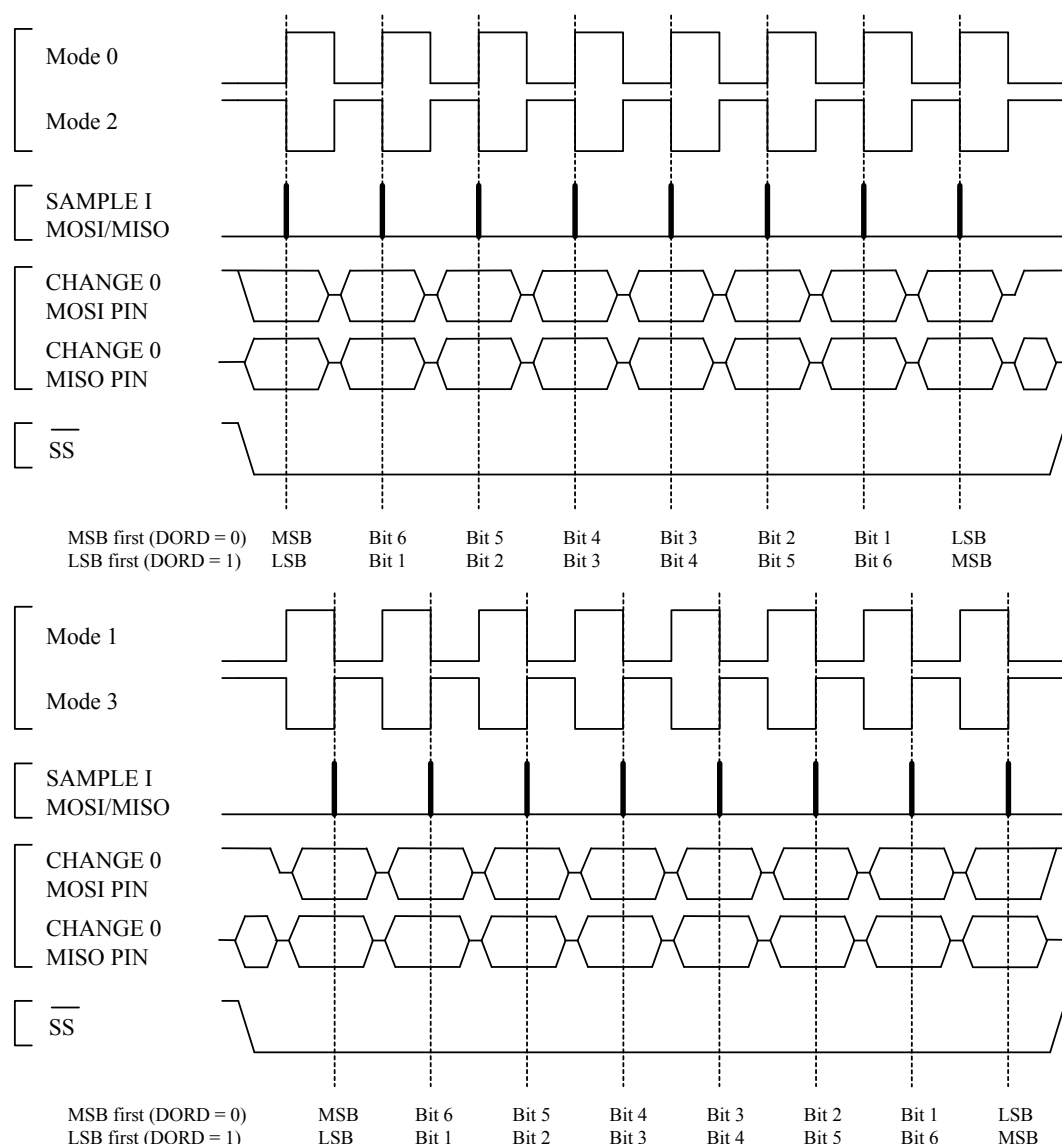 Mode 0
Mode 2
SAMPLE I
MOSI/MISO
CHANGE 0
MOSI PIN
CHANGE 0
MISO PIN
SS
MSB first (DORD = 0) MSB Bit 6 Bit 5 Bit 4 Bit 3 Bit 2 Bit 1 LSB
LSB first (DORD = 1) LSB Bit 1 Bit 2 Bit 3 Bit 4 Bit 5 Bit 6 MSB
Mode 1
Mode 3
SAMPLE I
MOSI/MISO
CHANGE 0
MOSI PIN
CHANGE 0
MISO PIN
SS
MSB first (DORD = 0) MSB Bit 6 Bit 5 Bit 4 Bit 3 Bit 2 Bit 1 LSB
LSB first (DORD = 1) LSB Bit 1 Bit 2 Bit 3 Bit 4 Bit 5 Bit 6 MSB